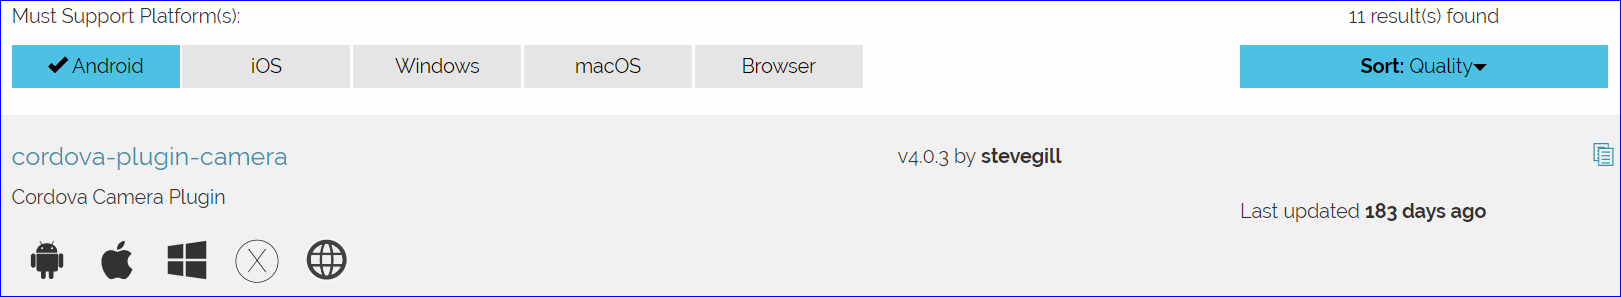 Must Support Platform(s):
11 result(s) found
Android
iOS
Windows
macOS
Browser
Sort: Quality
cordova-plugin-camera
v4.0.3 by stevegill
Cordova Camera Plugin
Last updated 183 days ago
X